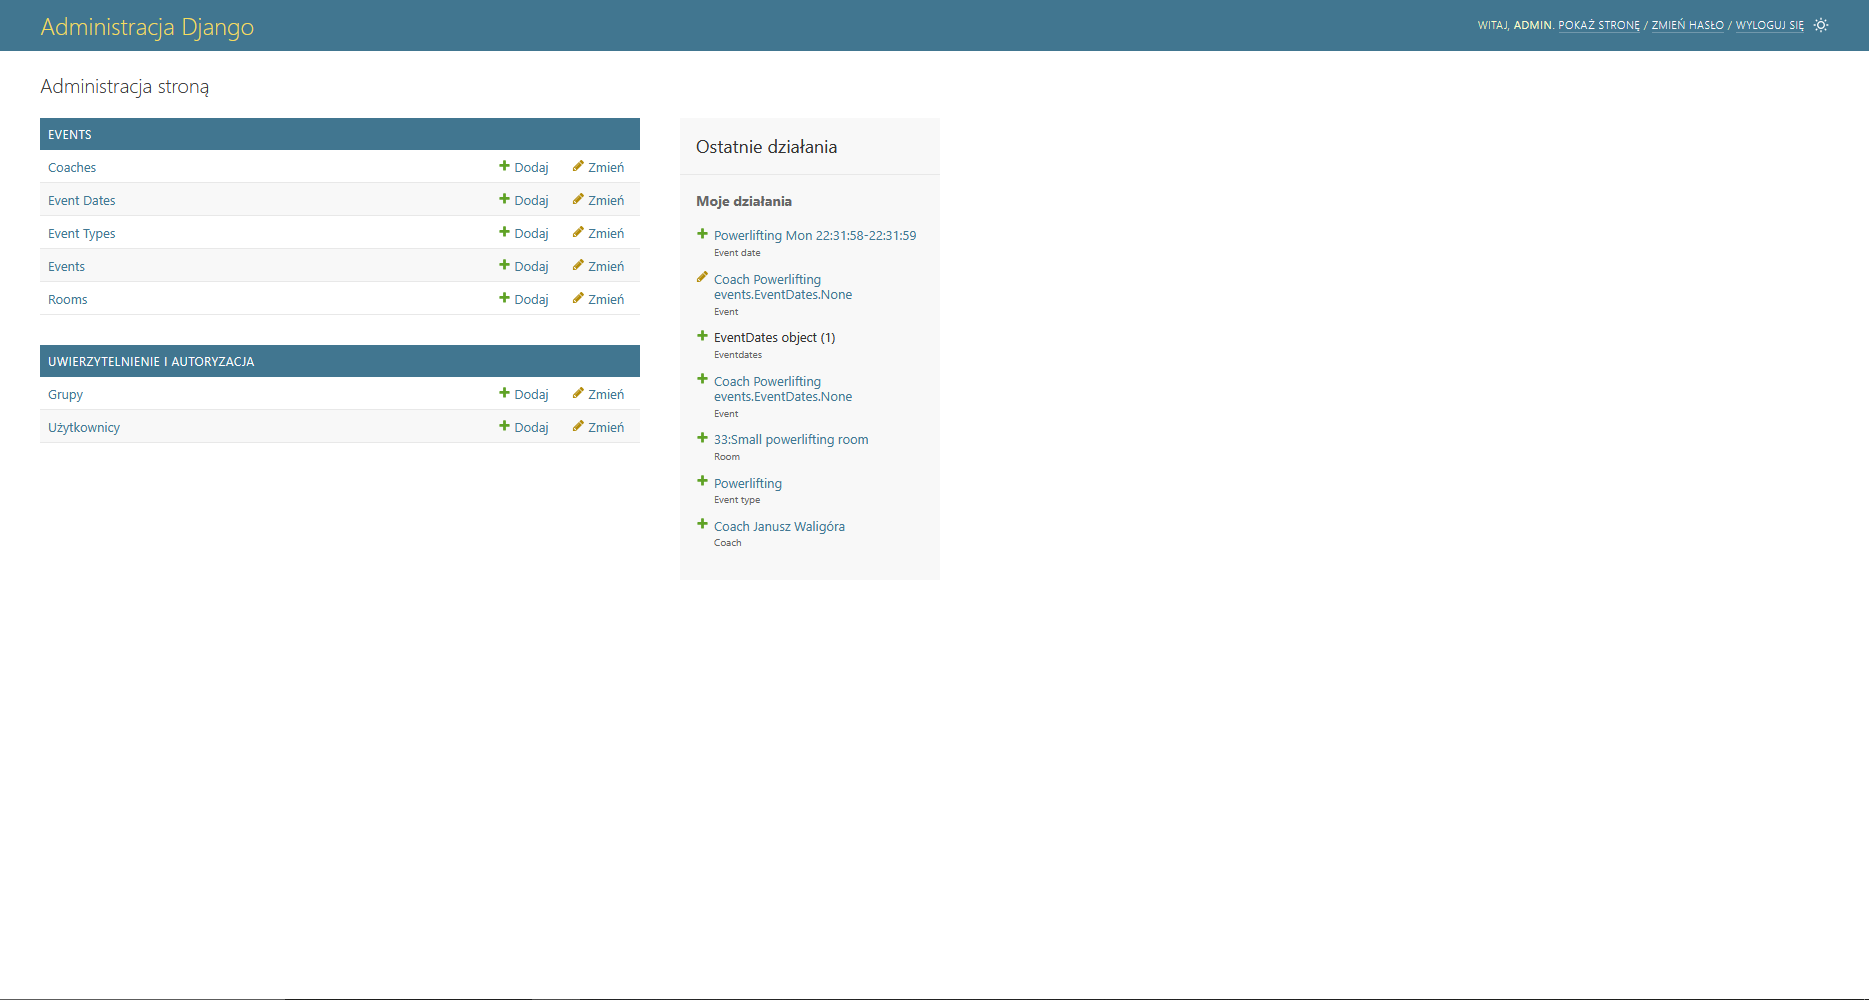 Administracja Django
WITAJ, ADMIN. POKAŻ STRONĘ / ZMIEŃ HASŁO / WYLOGUJ SIĘ
Administracja stroną
EVENTS
Coaches Dodaj Zmień
Event Dates Dodaj Zmień
Event Types Dodaj Zmień
Events Dodaj Zmień
Rooms Dodaj Zmień
UWIERZYTELNIENIE I AUTORYZACJA
Grupy Dodaj Zmień
Użytkownicy Dodaj Zmień
Ostatnie działania
Moje działania
Powerlifting Mon 22:31:58-22:31:59
Event date
Coach Powerlifting
events.EventDates.None
Event
EventDates object (1)
Eventdates
Coach Powerlifting
events.EventDates.None
Event
33:Small powerlifting room
Room
Powerlifting
Event type
Coach Janusz Waligóra
Coach